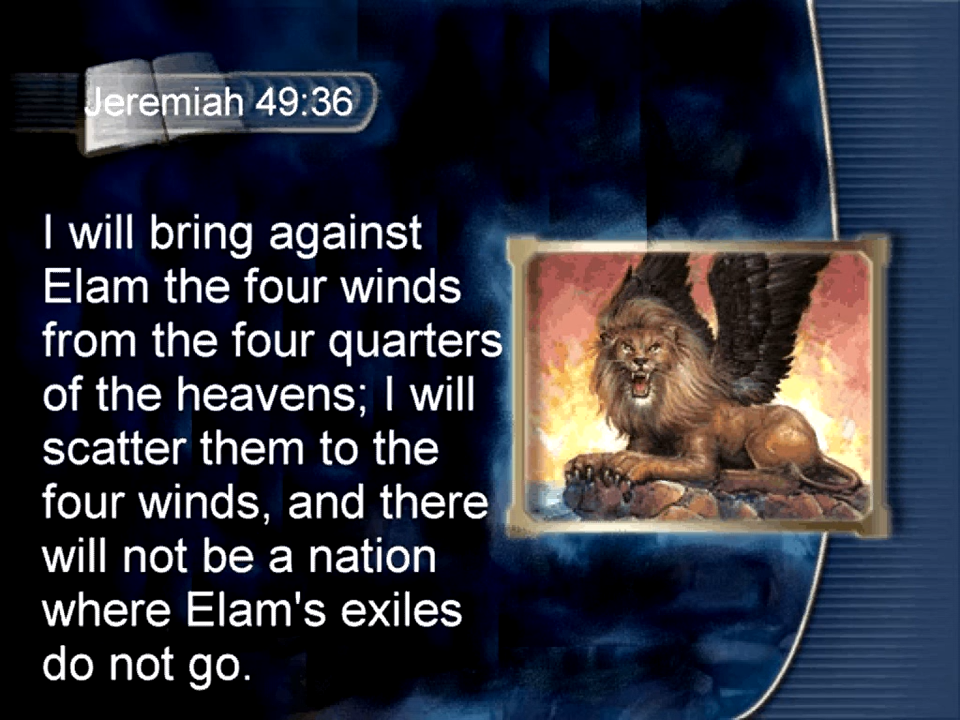 Jeremiah 49:36
I will bring against
Elam the four winds
from the four quarters
of the heavens; I will
scatter them to the
four winds, and there
will not be a nation
where Elam's exiles
do not go.